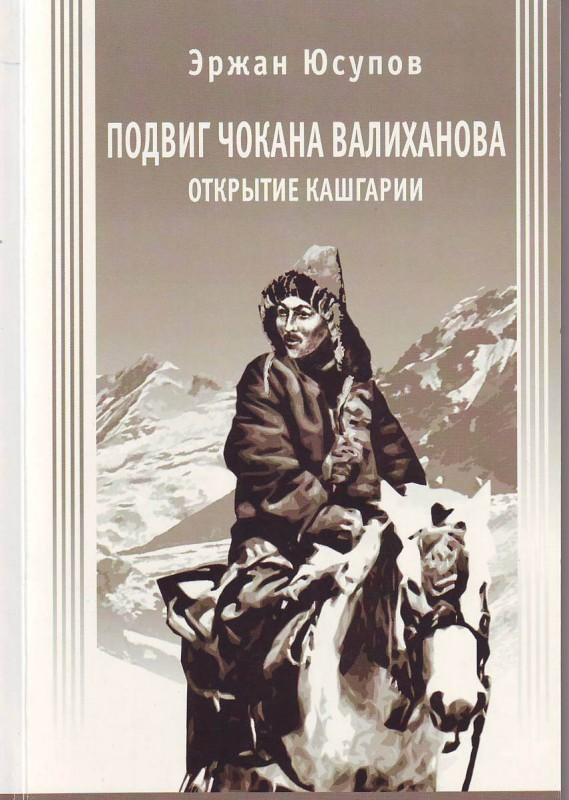 Эржан Юсупов
ПОДВИГ ЧОКАНА ВАЛИХАНОВА
ОТКРЫТИЕ КАШГАРИИ